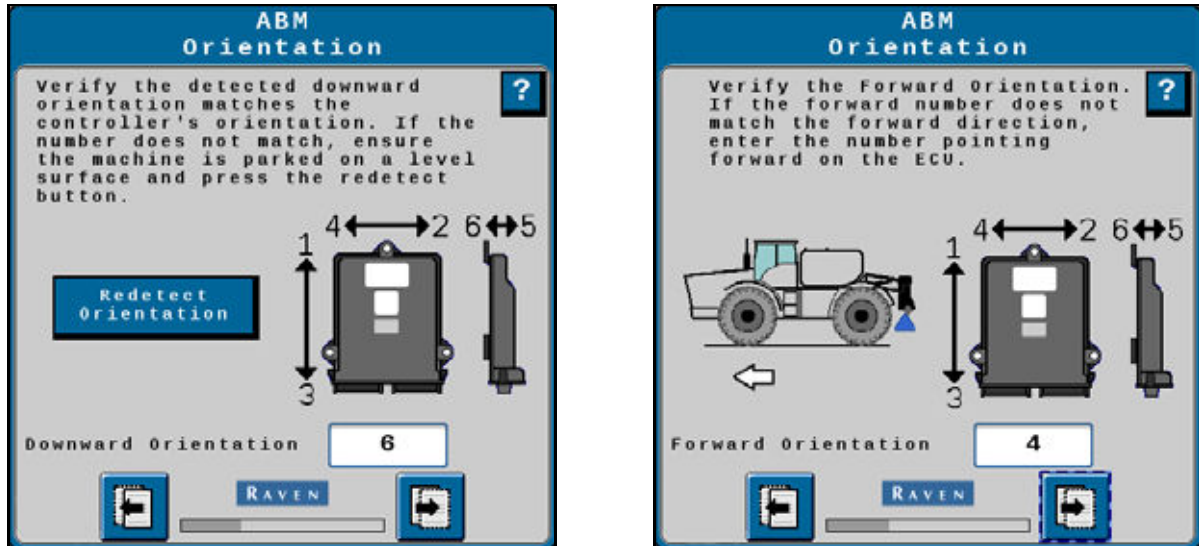 ABM
Orientation
Verify the detected downward
orientation matches the
controller's orientation. If the
number does not match, ensure
the machine is parked on a level
surface and press the redetect
button.
?
4 2 6 5
1
Redetect
Orientation
3
Downward Orientation 6
RAVEN
ABM
Orientation
Verify the Forward Orientation.
If the forward number does not
match the forward direction,
enter the number pointing
forward on the ECU.
?
4 2 6 5
1
3
Forward Orientation 4
RAVEN